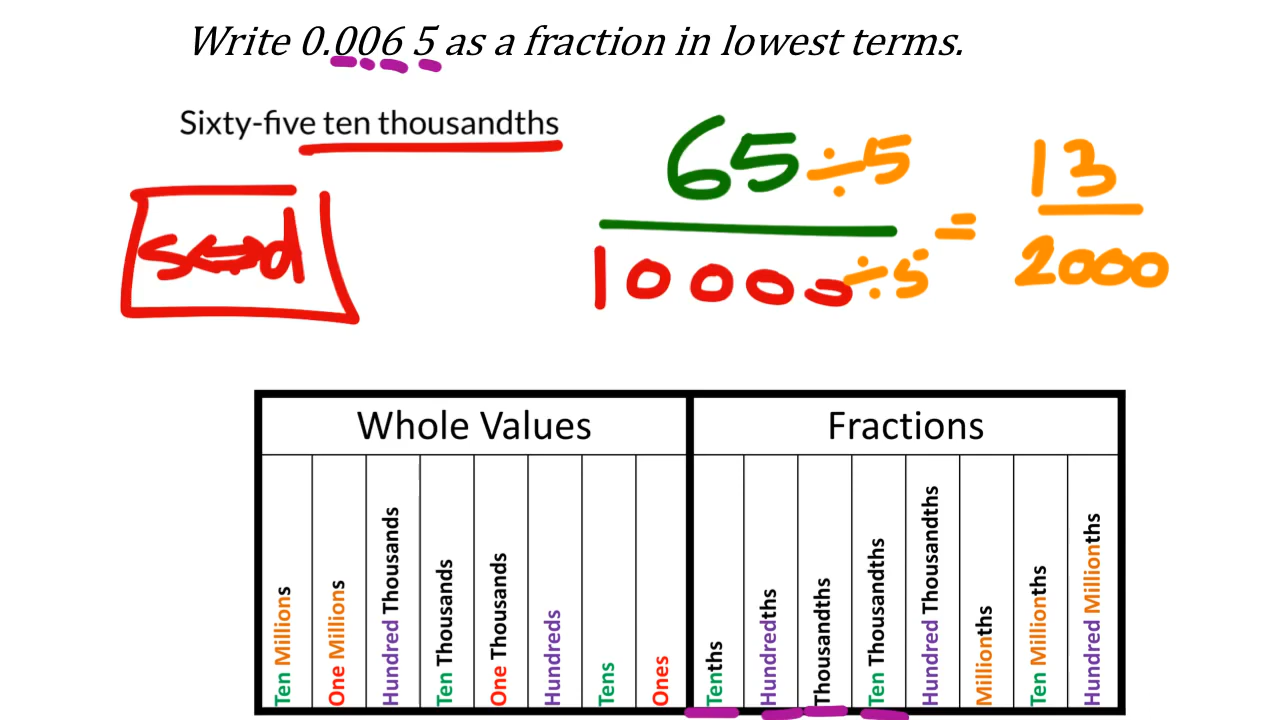 Write 0.006 5 as a fraction in lowest terms.
Sixty-five ten thousandths
s↔d
65 ÷5
10000 ÷5
=
13
2000
Whole Values
Fractions
Ten Millions
One Millions
Hundred Thousands
Ten Thousands
One Thousands
Hundreds
Tens
Ones
Tenths
Hundredths
Thousandths
Ten Thousandths
Hundred Thousandths
Millionths
Ten Millionths
Hundred Millionths